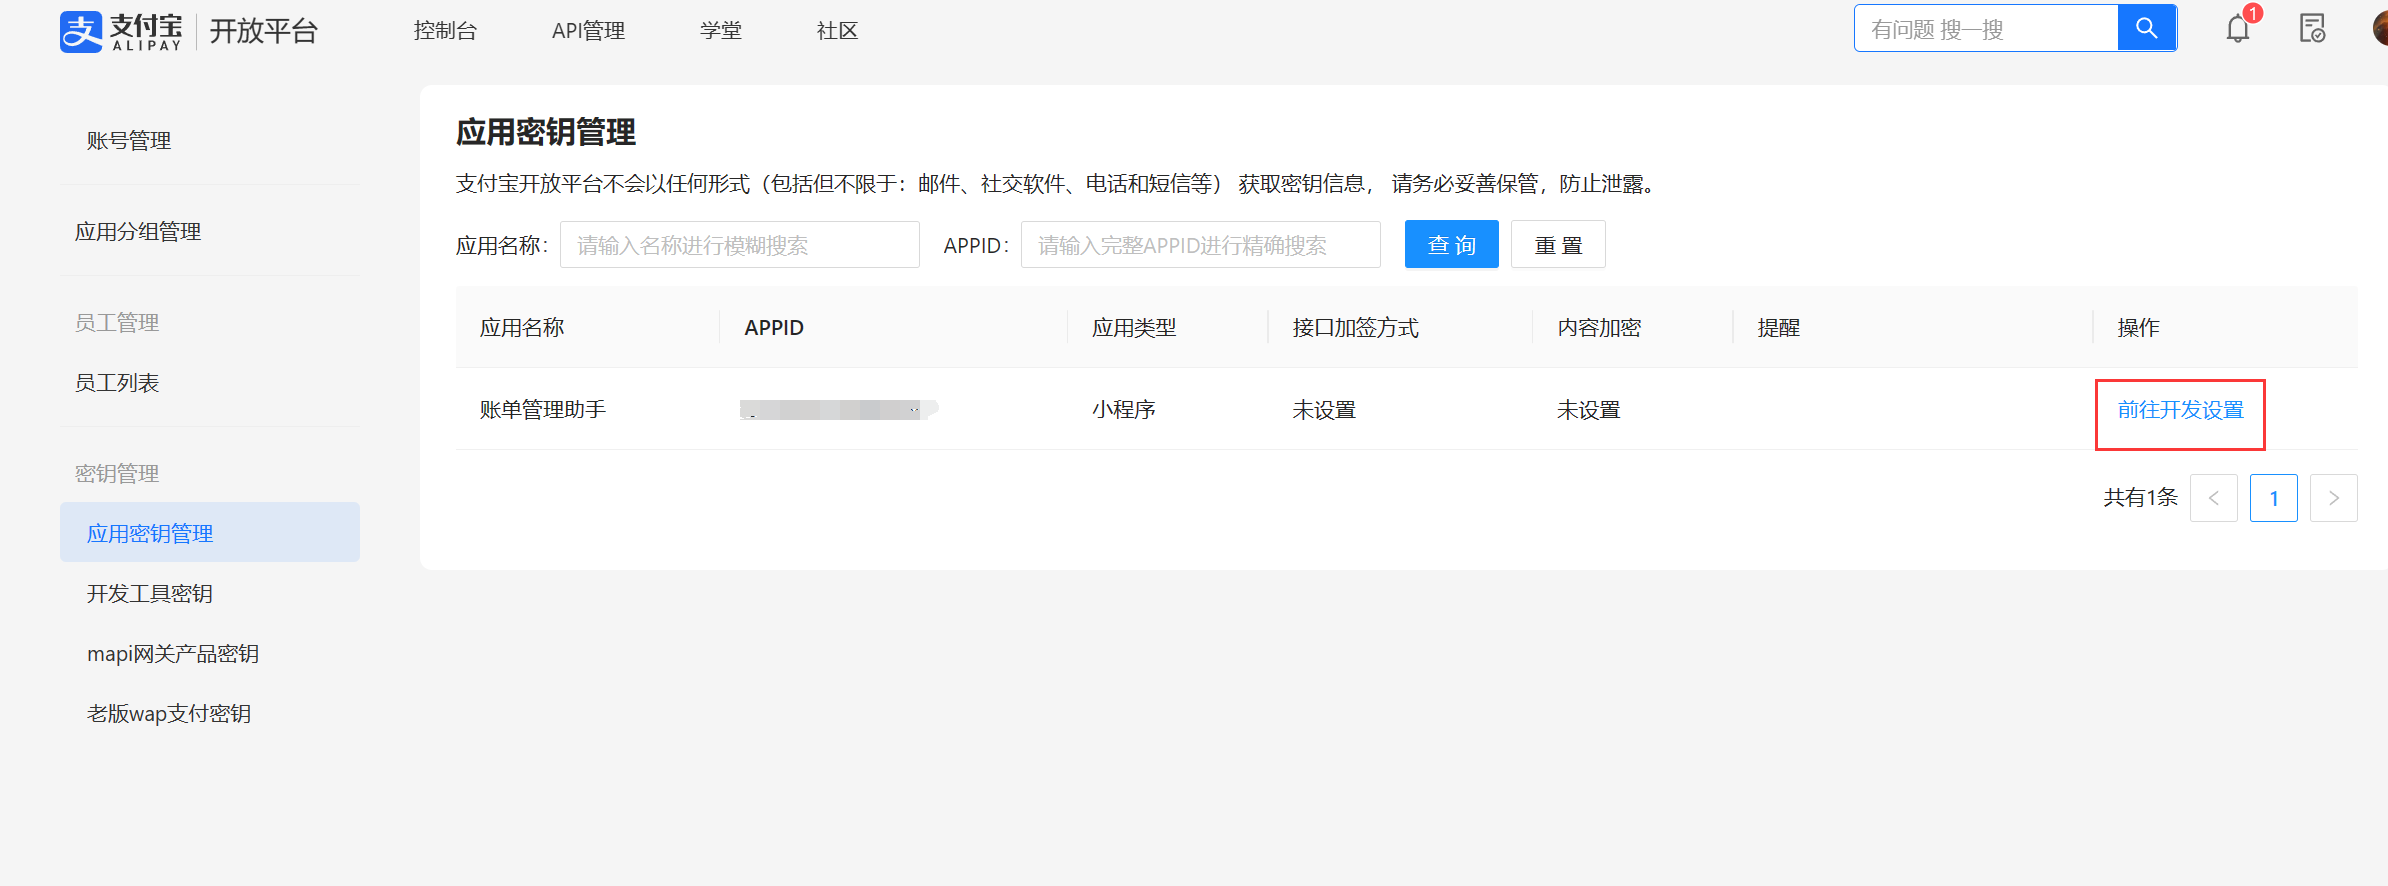 支付宝 ALIPAY 开放平台 控制台 API管理 学堂 社区 有问题 搜一搜 1
账号管理
应用分组管理
员工管理
员工列表
密钥管理
应用密钥管理
开发工具密钥
mapi网关产品密钥
老版wap支付密钥
应用密钥管理
支付宝开放平台不会以任何形式（包括但不限于：邮件、社交软件、电话和短信等） 获取密钥信息， 请务必妥善保管，防止泄露。
应用名称： 请输入名称进行模糊搜索 APPID： 请输入完整APPID进行精确搜索 查 询 重 置
应用名称 APPID 应用类型 接口加签方式 内容加密 提醒 操作
账单管理助手 小程序 未设置 未设置 前往开发设置
共有1条 < 1 >